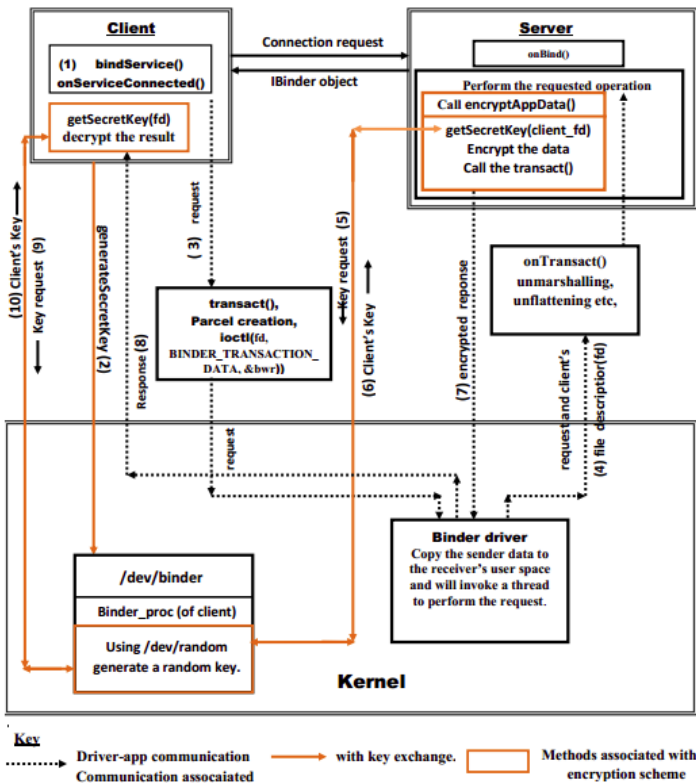 Client
(1) bindService()
onServiceConnected()
getSecretKey(fd)
decrypt the result
Connection request
IBinder object
Server
onBind()
Perform the requested operation
Call encryptAppData()
getSecretKey(client_fd)
Encrypt the data
Call the transact()
(10) Client's Key
Key request (9)
generateSecretKey (2)
Response (8)
( 3) request
transact(),
Parcel creation,
ioctl(fd,
BINDER_TRANSACTION_
DATA, &bwr))
request
Key request (5)
(6) Client's Key
(7) encrypted reponse
onTransact()
unmarshalling,
unflattening etc,
request and client's
(4) file description(fd)
Binder driver
Copy the sender data to
the receiver's user space
and will invoke a thread
to perform the request.
/dev/binder
Binder_proc (of client)
Using /dev/random
generate a random key.
Kernel
Key
Driver-app communication
Communication assocaiated
with key exchange.
Methods associated with
encryption scheme